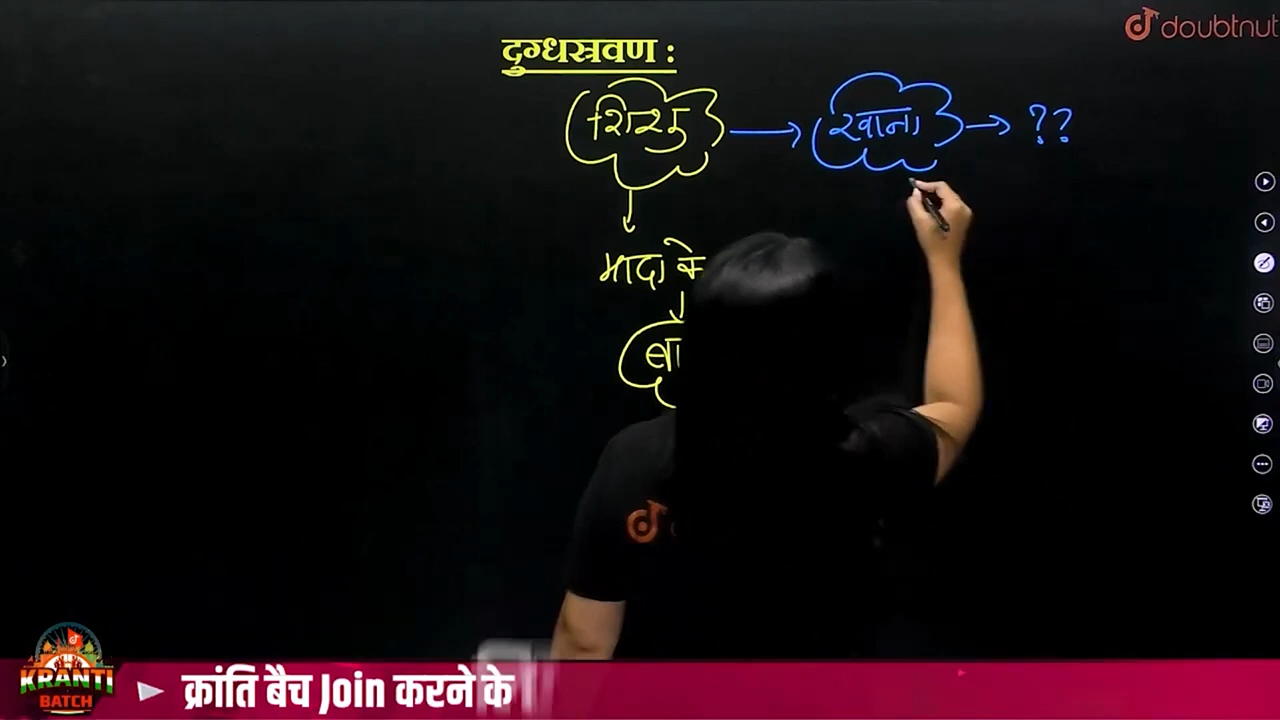 doubtnut
दुग्धस्रवण :
शिशु → खाना → ??
↓
मादा के
↓
बा
KRANTI
BATCH
क्रांति बैच Join करने के